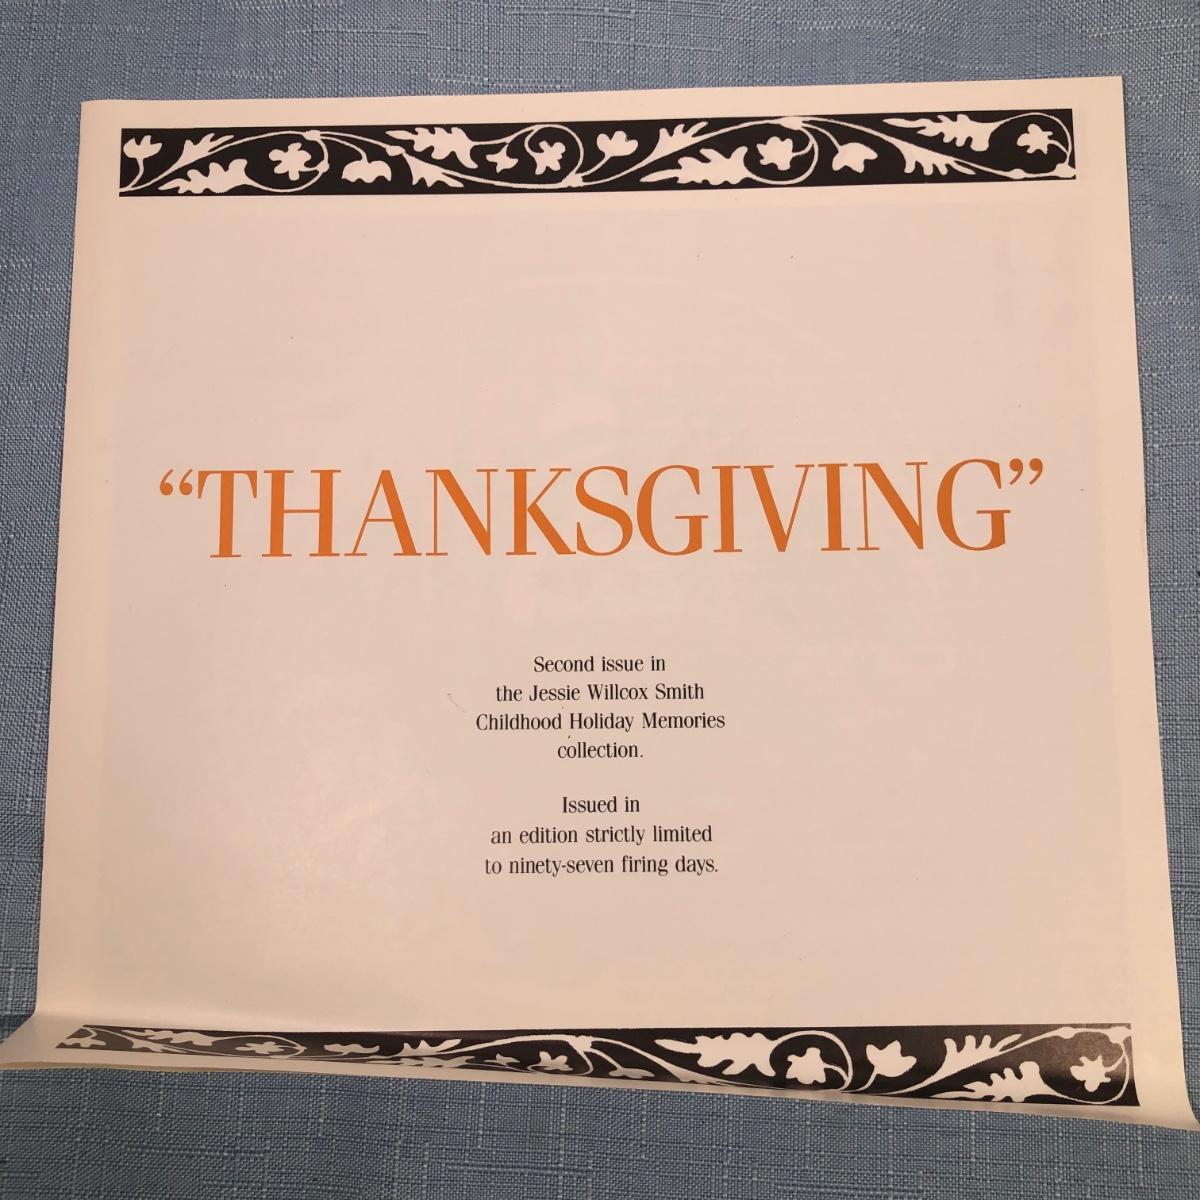 “THANKSGIVING”
Second issue in
the Jessie Willcox Smith
Childhood Holiday Memories
collection.
Issued in
an edition strictly limited
to ninety-seven firing days.